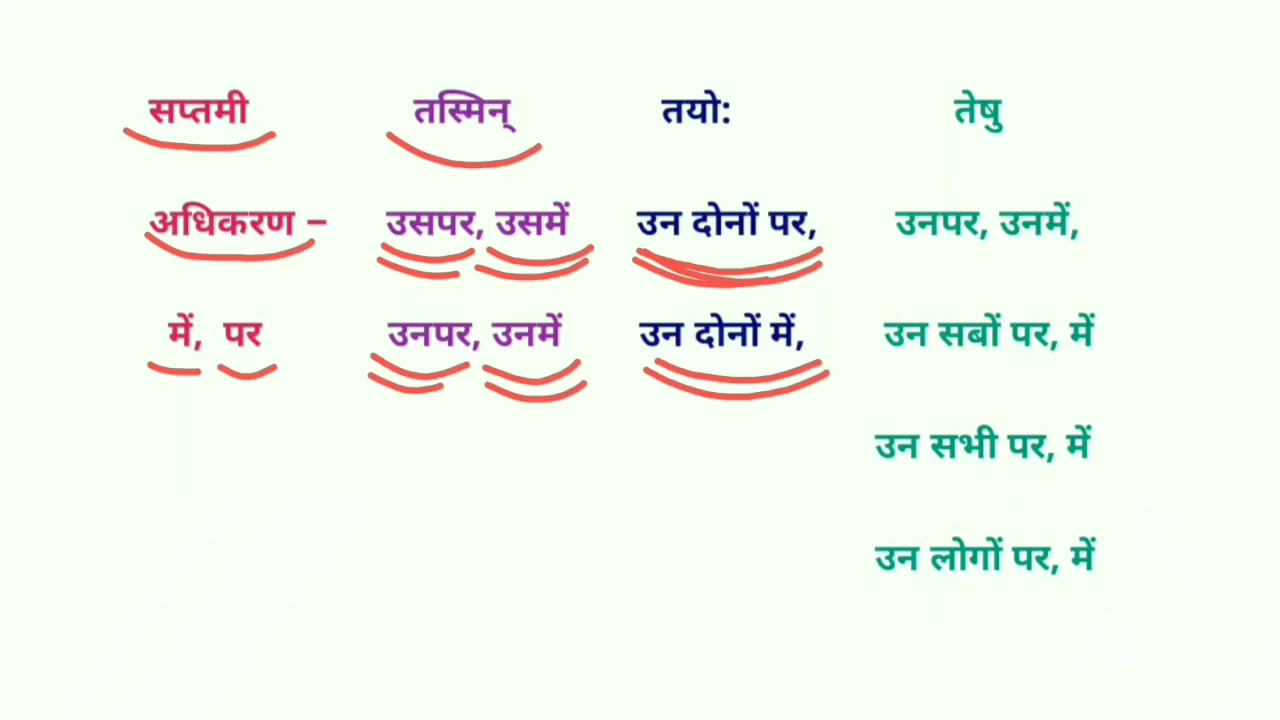 सप्तमी तस्मिन् तयो: तेषु
अधिकरण – उसपर, उसमें उन दोनों पर, उनपर, उनमें,
में, पर उनपर, उनमें उन दोनों में, उन सबों पर, में
उन सभी पर, में
उन लोगों पर, में